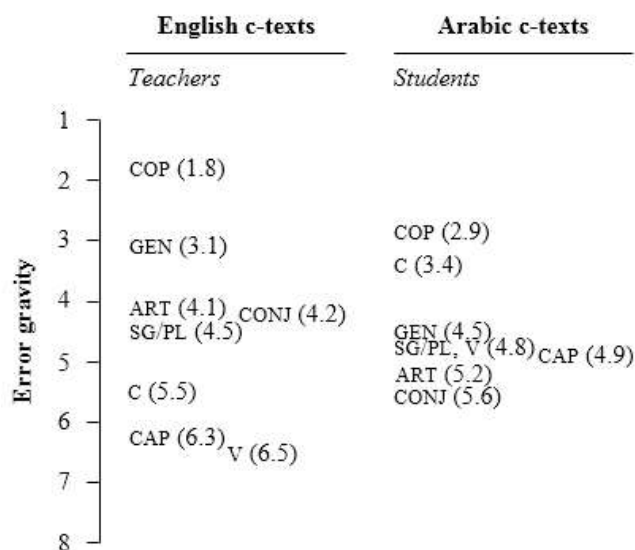 English c-texts
Arabic c-texts
Teachers
Students
Error gravity
1
2
3
4
5
6
7
8
COP (1.8)
GEN (3.1)
ART (4.1) CONJ (4.2)
SG/PL (4.5)
C (5.5)
CAP (6.3) V (6.5)
COP (2.9)
C (3.4)
GEN (4.5)
SG/PL, V (4.8) CAP (4.9)
ART (5.2)
CONJ (5.6)